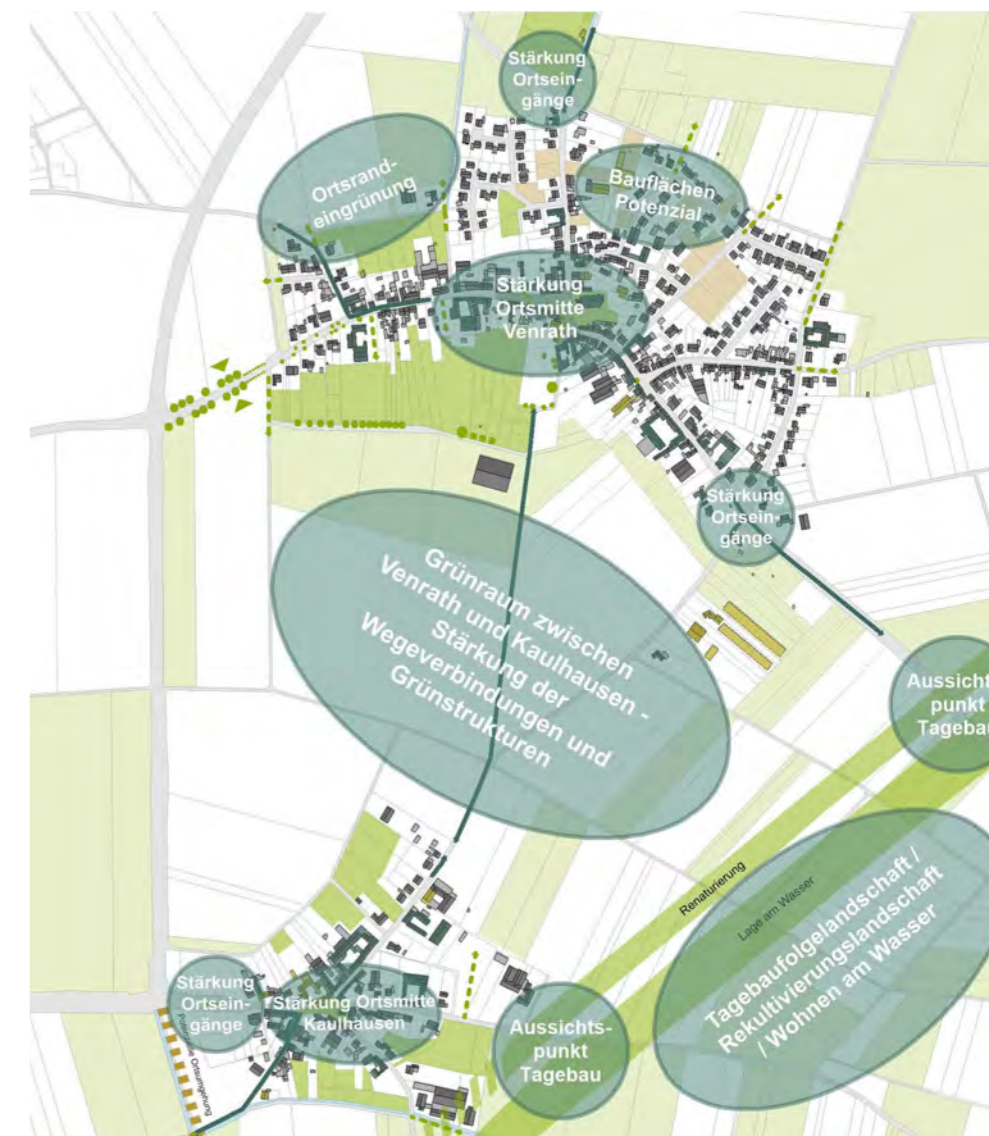 Stärkung
Ortsein-
gänge
Ortsrand-
eingrünung
Bauflächen
Potenzial
Stärkung
Ortsmitte
Venrath
Stärkung
Ortsein-
gänge
Grünraum zwischen
Venrath und Kaulhausen -
Stärkung der
Wegeverbindungen und
Grünstrukturen
Aussicht
punkt
Tagebau
Renaturierung
Lage am Wasser
Tagebaufolgelandschaft /
Rekultivierungslandschaft
/ Wohnen am Wasser
Stärkung
Ortsein-
gänge
Stärkung Ortsmitte
Kaulhausen
Aussichts-
punkt
Tagebau
Ortsumgehung